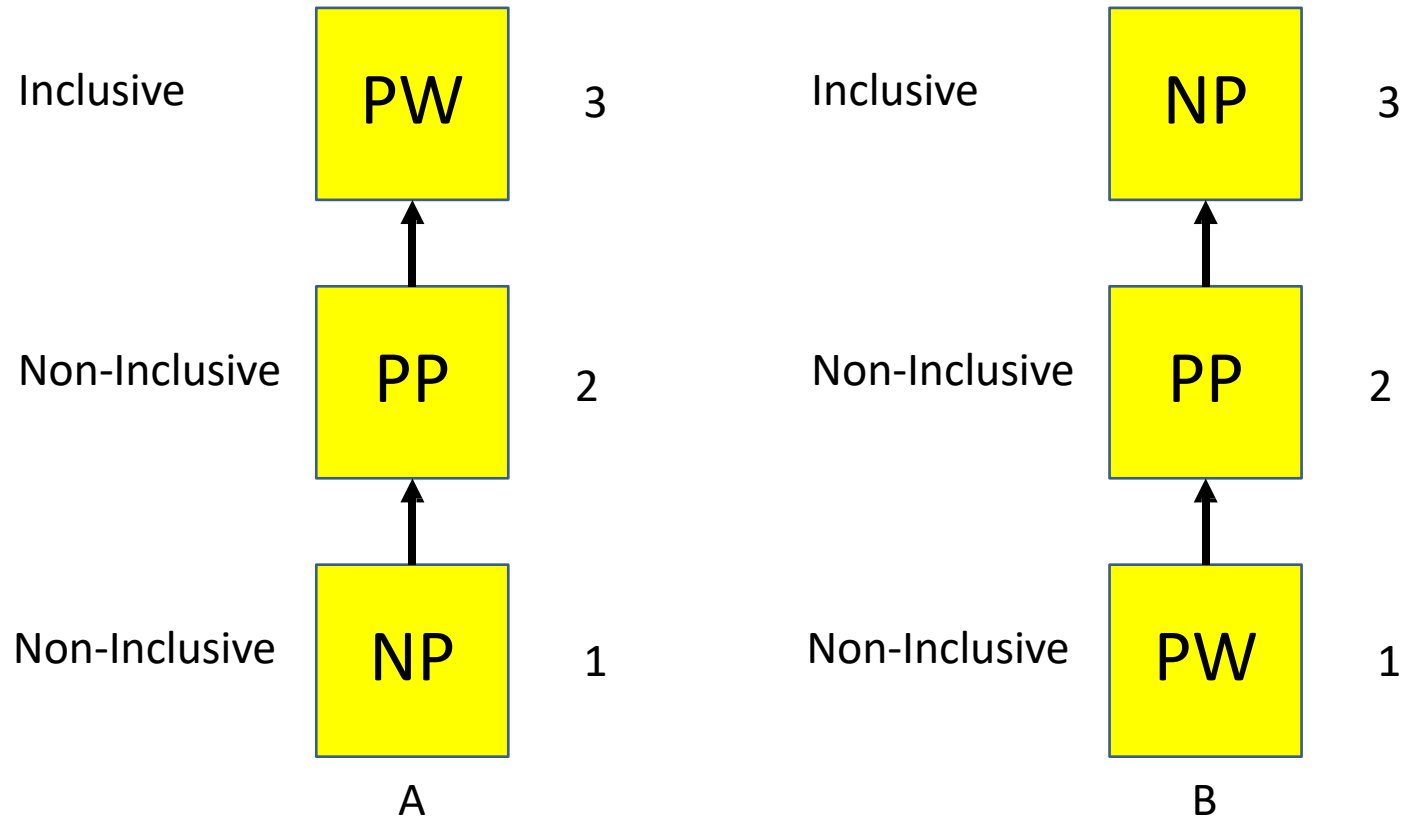 Inclusive PW 3
Non-Inclusive PP 2
Non-Inclusive NP 1
A
Inclusive NP 3
Non-Inclusive PP 2
Non-Inclusive PW 1
B